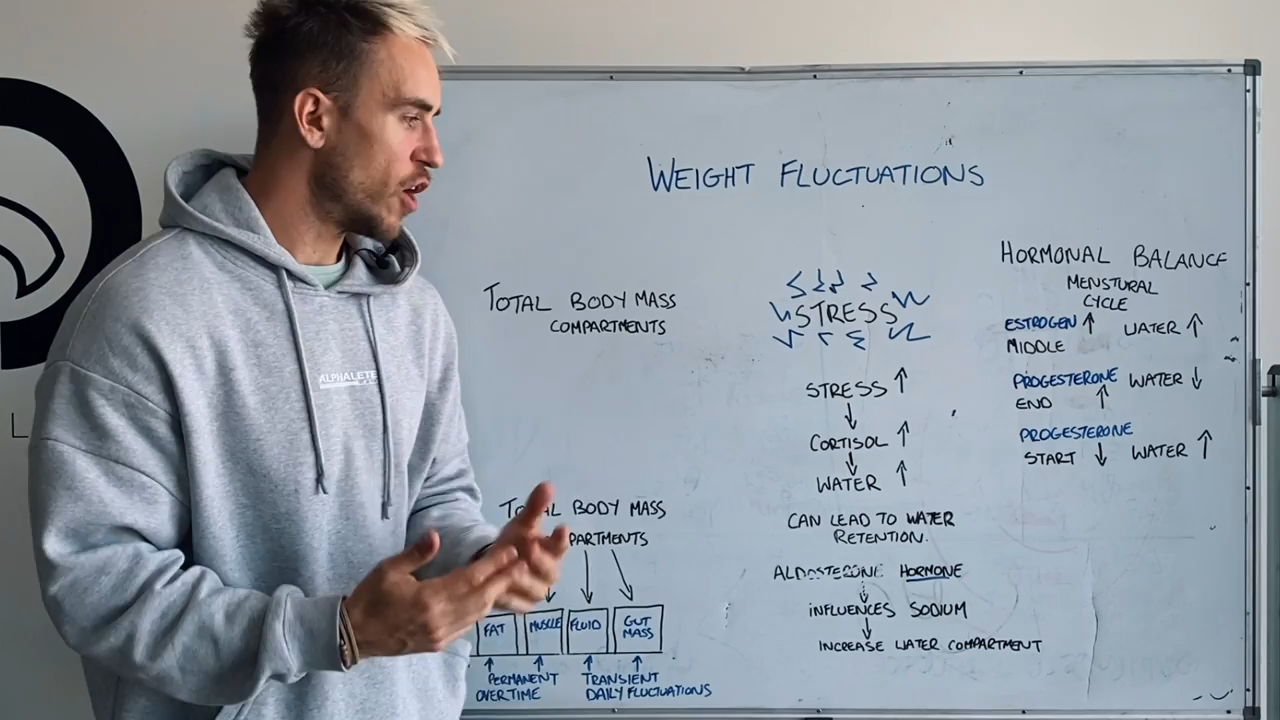 WEIGHT FLUCTUATIONS
TOTAL BODY MASS
COMPARTMENTS
TOTAL BODY MASS
PARTMENTS
FAT
MUSCLE
FLUID
GUT
MASS
PERMANENT
OVERTIME
TRANSIENT
DAILY FLUCTUATIONS
STRESS
STRESS ↑
↓
CORTISOL ↑
↓
WATER ↑
CAN LEAD TO WATER
RETENTION.
ALDOSTERONE HORMONE
↓
INFLUENCES SODIUM
↓
INCREASE WATER COMPARTMENT
HORMONAL BALANCE
MENSTURAL
CYCLE
ESTROGEN ↑ WATER ↑
MIDDLE
PROGESTERONE WATER ↓
END ↑
PROGESTERONE
START ↓ WATER ↑
ALPHALETE
L